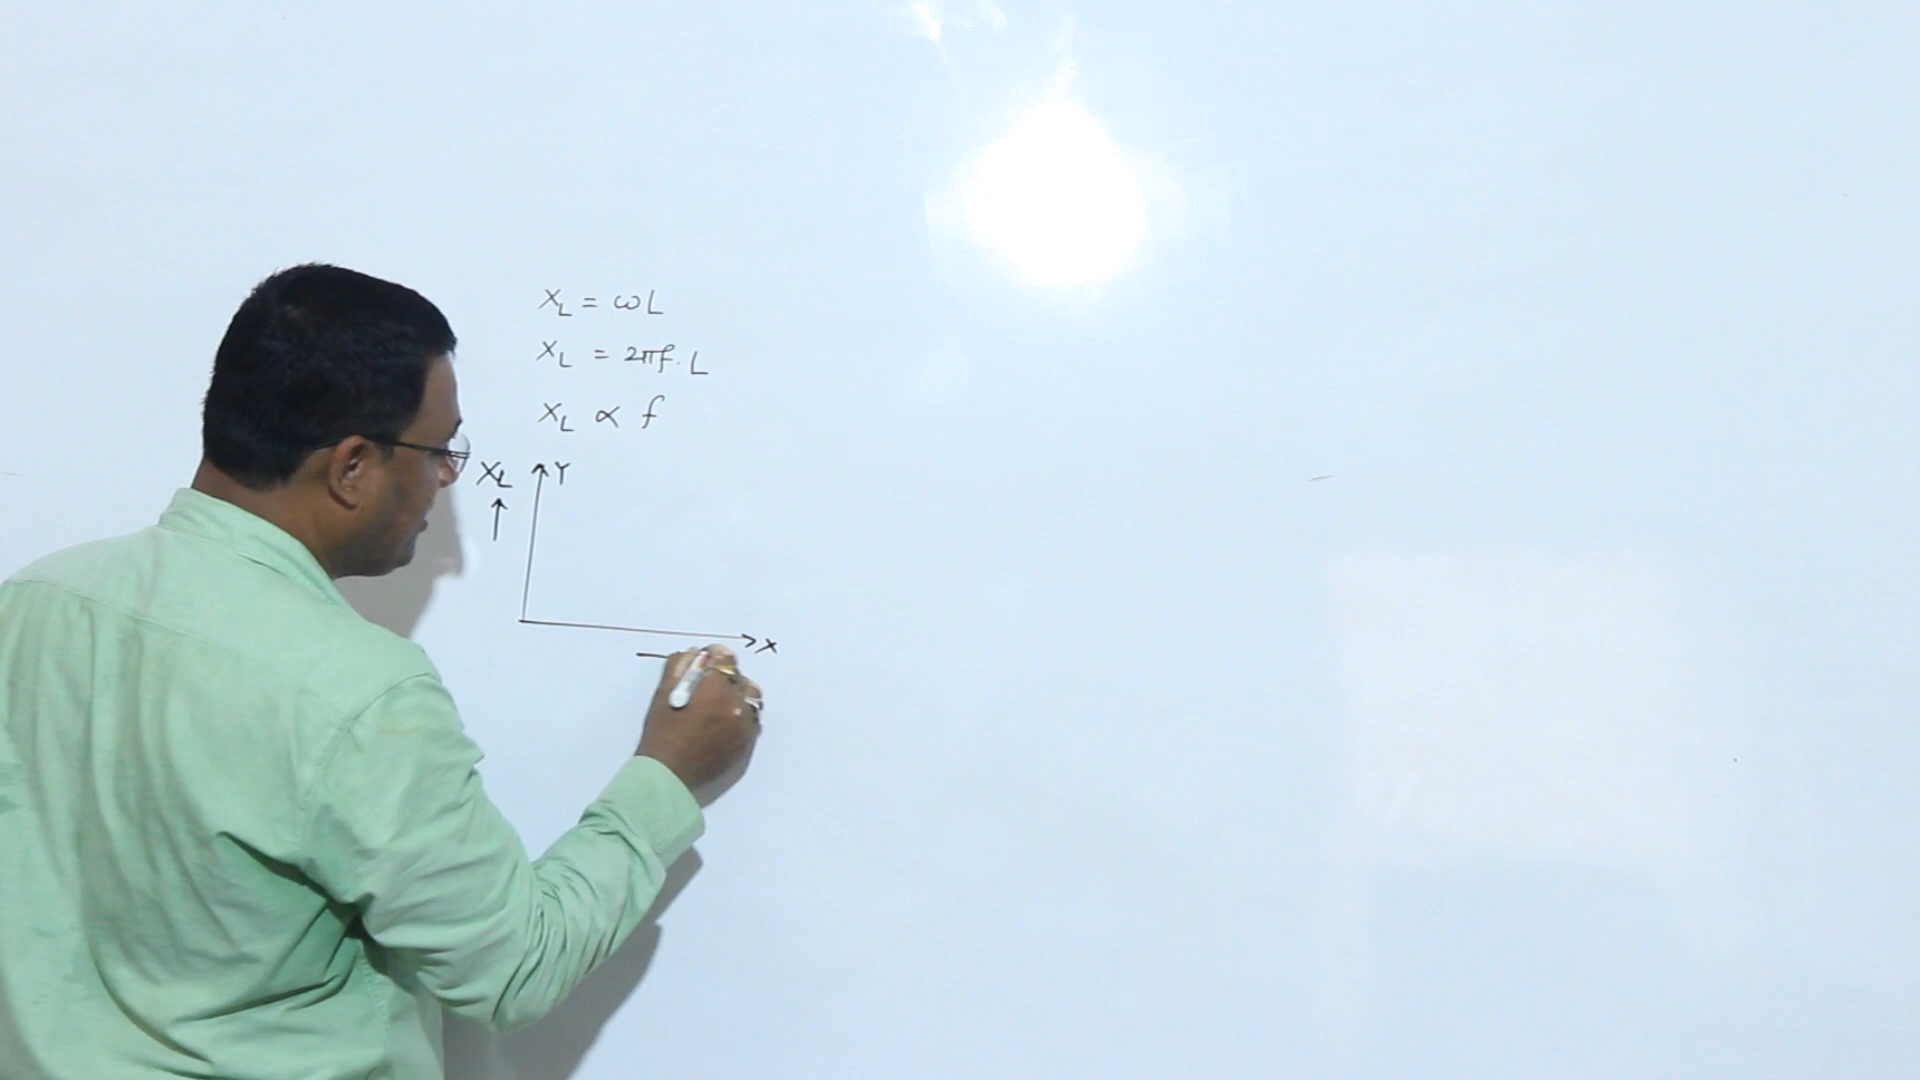 X_L = ωL
X_L = 2πf.L
X_L ∝ f
X_L Y
X